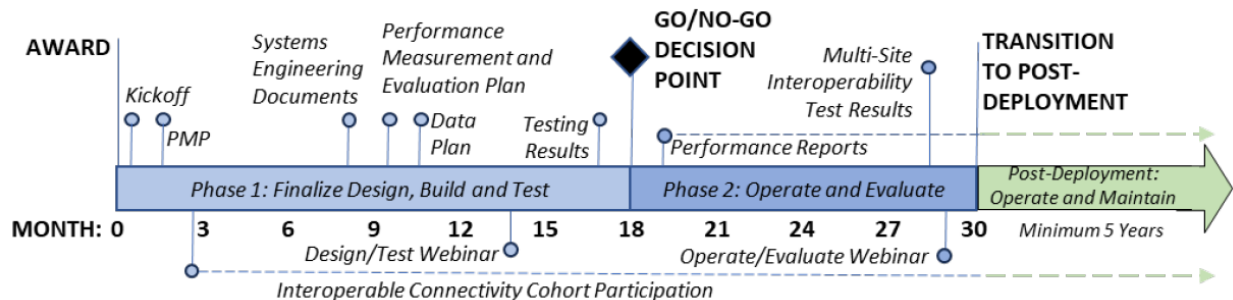 AWARD
Kickoff
PMP
Systems
Engineering
Documents
Performance
Measurement and
Evaluation Plan
Data
Plan
Testing
Results
GO/NO-GO
DECISION
POINT
Multi-Site
Interoperability
Test Results
Performance Reports
TRANSITION
TO POST-
DEPLOYMENT
Phase 1: Finalize Design, Build and Test
Phase 2: Operate and Evaluate
Post-Deployment:
Operate and Maintain
MONTH: 0 3 6 9 12 15 18 21 24 27 30 Minimum 5 Years
Design/Test Webinar
Operate/Evaluate Webinar
Interoperable Connectivity Cohort Participation